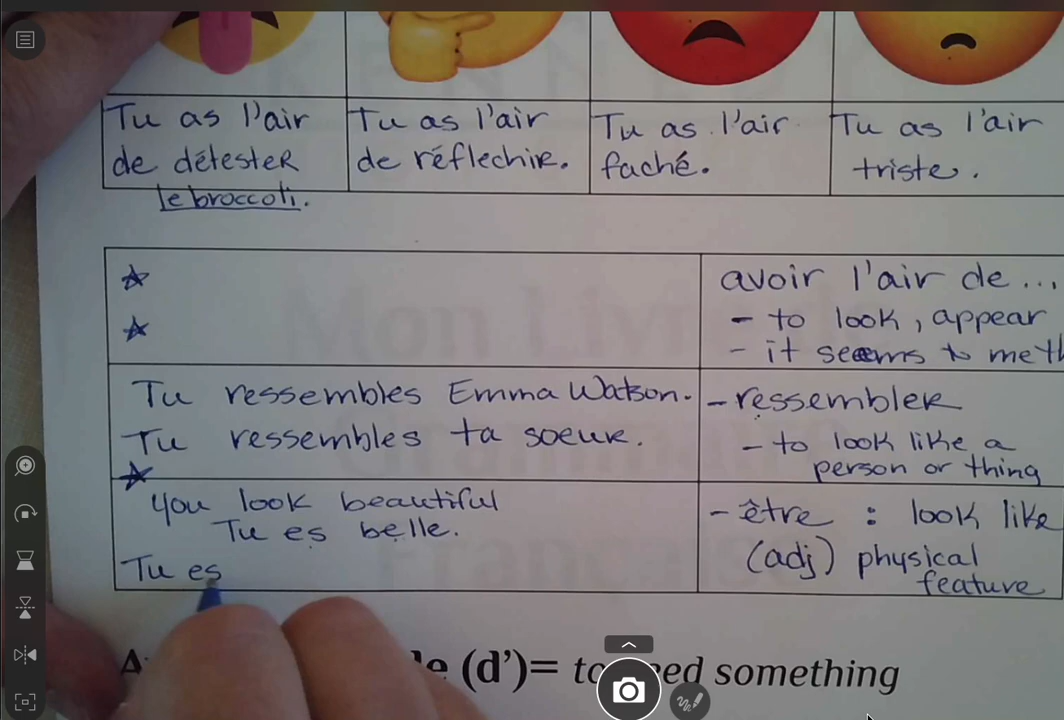 Tu as l'air
de détester
le broccoli.
Tu as l'air
de réflechir.
Tu as l'air
faché.
Tu as l'air
triste.
avoir l'air de...
- to look, appear
- it seems to me th
Tu ressembles Emma Watson.
Tu ressembles ta soeur.
- ressembler
- to look like a
person or thing
you look beautiful
Tu es belle.
Tu es
- être : look like
(adj) physical
feature
(d')= to need something